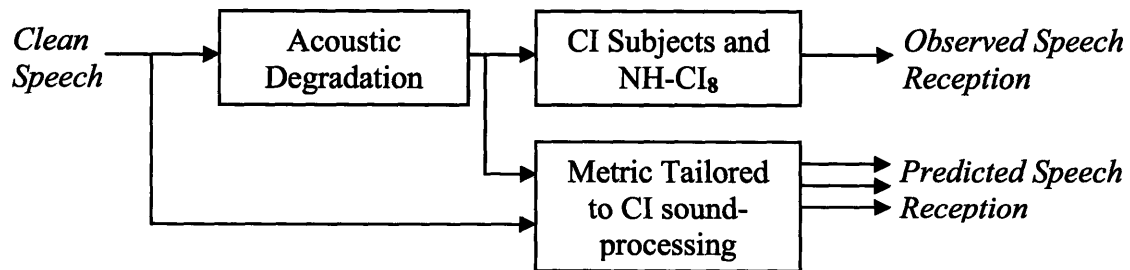 Clean
Speech
Acoustic
Degradation
CI Subjects and
NH-CI₈
Observed Speech
Reception
Metric Tailored
to CI sound-
processing
Predicted Speech
Reception